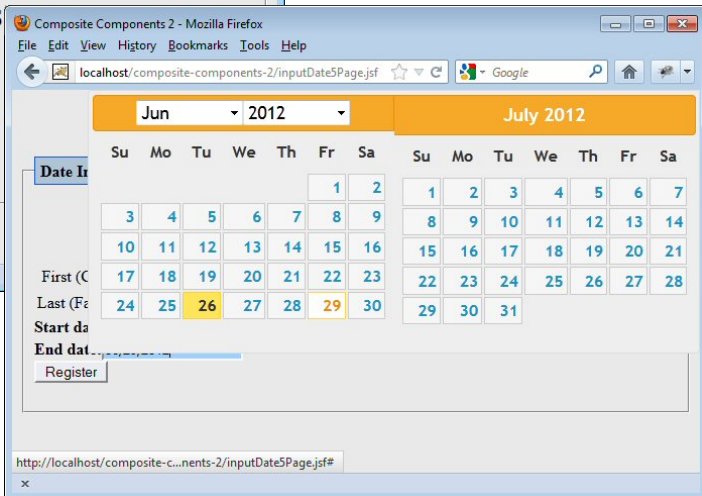 Composite Components 2 - Mozilla Firefox
File Edit View History Bookmarks Tools Help
localhost/composite-components-2/inputDate5Page.jsf Google
Jun 2012 July 2012
Su Mo Tu We Th Fr Sa Su Mo Tu We Th Fr Sa
Date
1 2 1 2 3 4 5 6 7
3 4 5 6 7 8 9 8 9 10 11 12 13 14
10 11 12 13 14 15 16 15 16 17 18 19 20 21
First
17 18 19 20 21 22 23 22 23 24 25 26 27 28
Last
24 25 26 27 28 29 30 29 30 31
Start
End
Register
http://localhost/composite-c...nents-2/inputDate5Page.jsf#
x